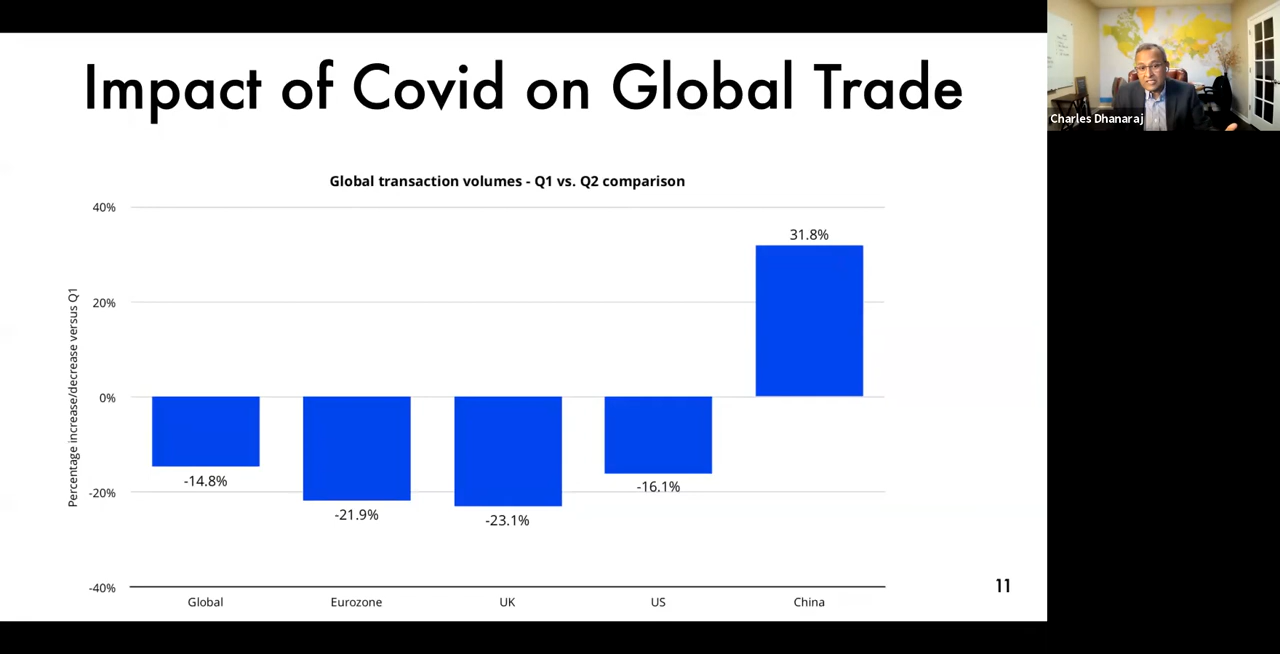 Impact of Covid on Global Trade
Charles Dhanaraj
Global transaction volumes - Q1 vs. Q2 comparison
Percentage increase/decrease versus Q1
40%
20%
0%
-20%
-40%
31.8%
-14.8%
-21.9%
-23.1%
-16.1%
Global Eurozone UK US China
11